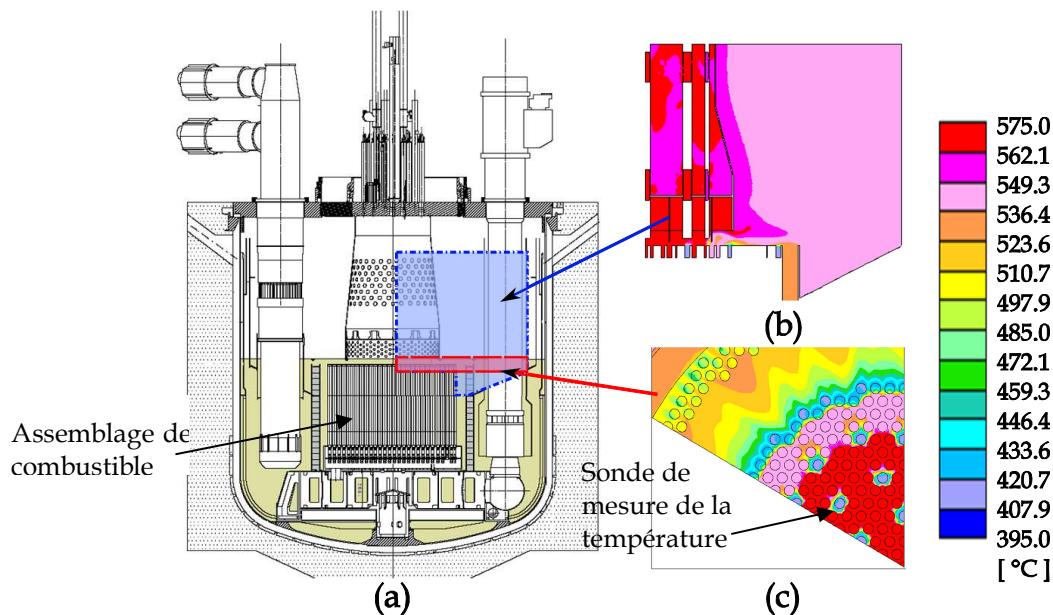 Assemblage de
combustible
(a)
(b)
Sonde de
mesure de la
température
(c)
575.0
562.1
549.3
536.4
523.6
510.7
497.9
485.0
472.1
459.3
446.4
433.6
420.7
407.9
395.0
[ °C]